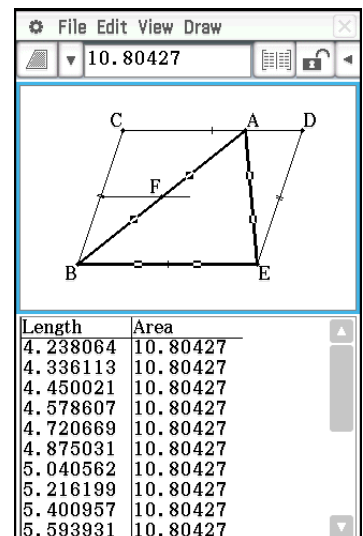 File Edit View Draw
10.80427
C A D
F
B E
Length Area
4.238064 10.80427
4.336113 10.80427
4.450021 10.80427
4.578607 10.80427
4.720669 10.80427
4.875031 10.80427
5.040562 10.80427
5.216199 10.80427
5.400957 10.80427
5.593931 10.80427